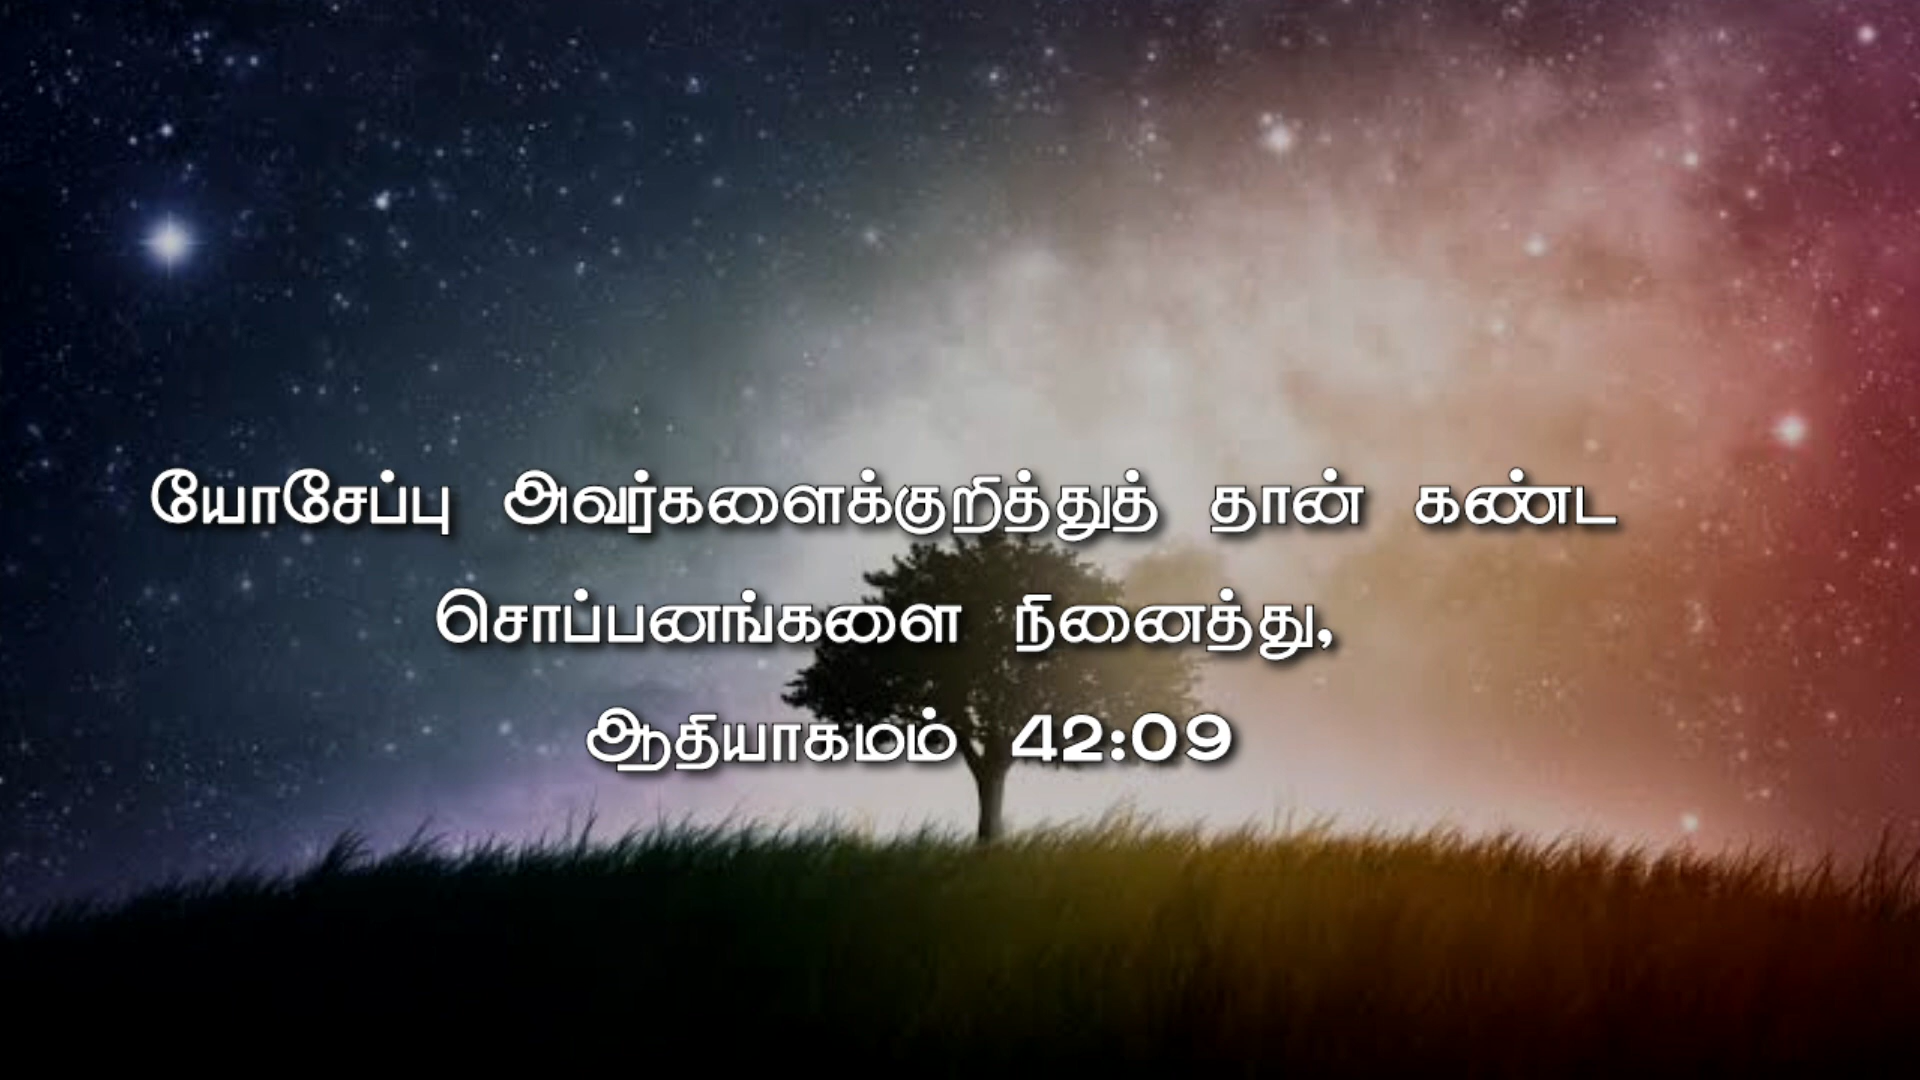 யோசேப்பு அவர்களைக்குறித்துத் தான் கண்ட
சொப்பனங்களை நினைத்து,
ஆதியாகமம் 42:09